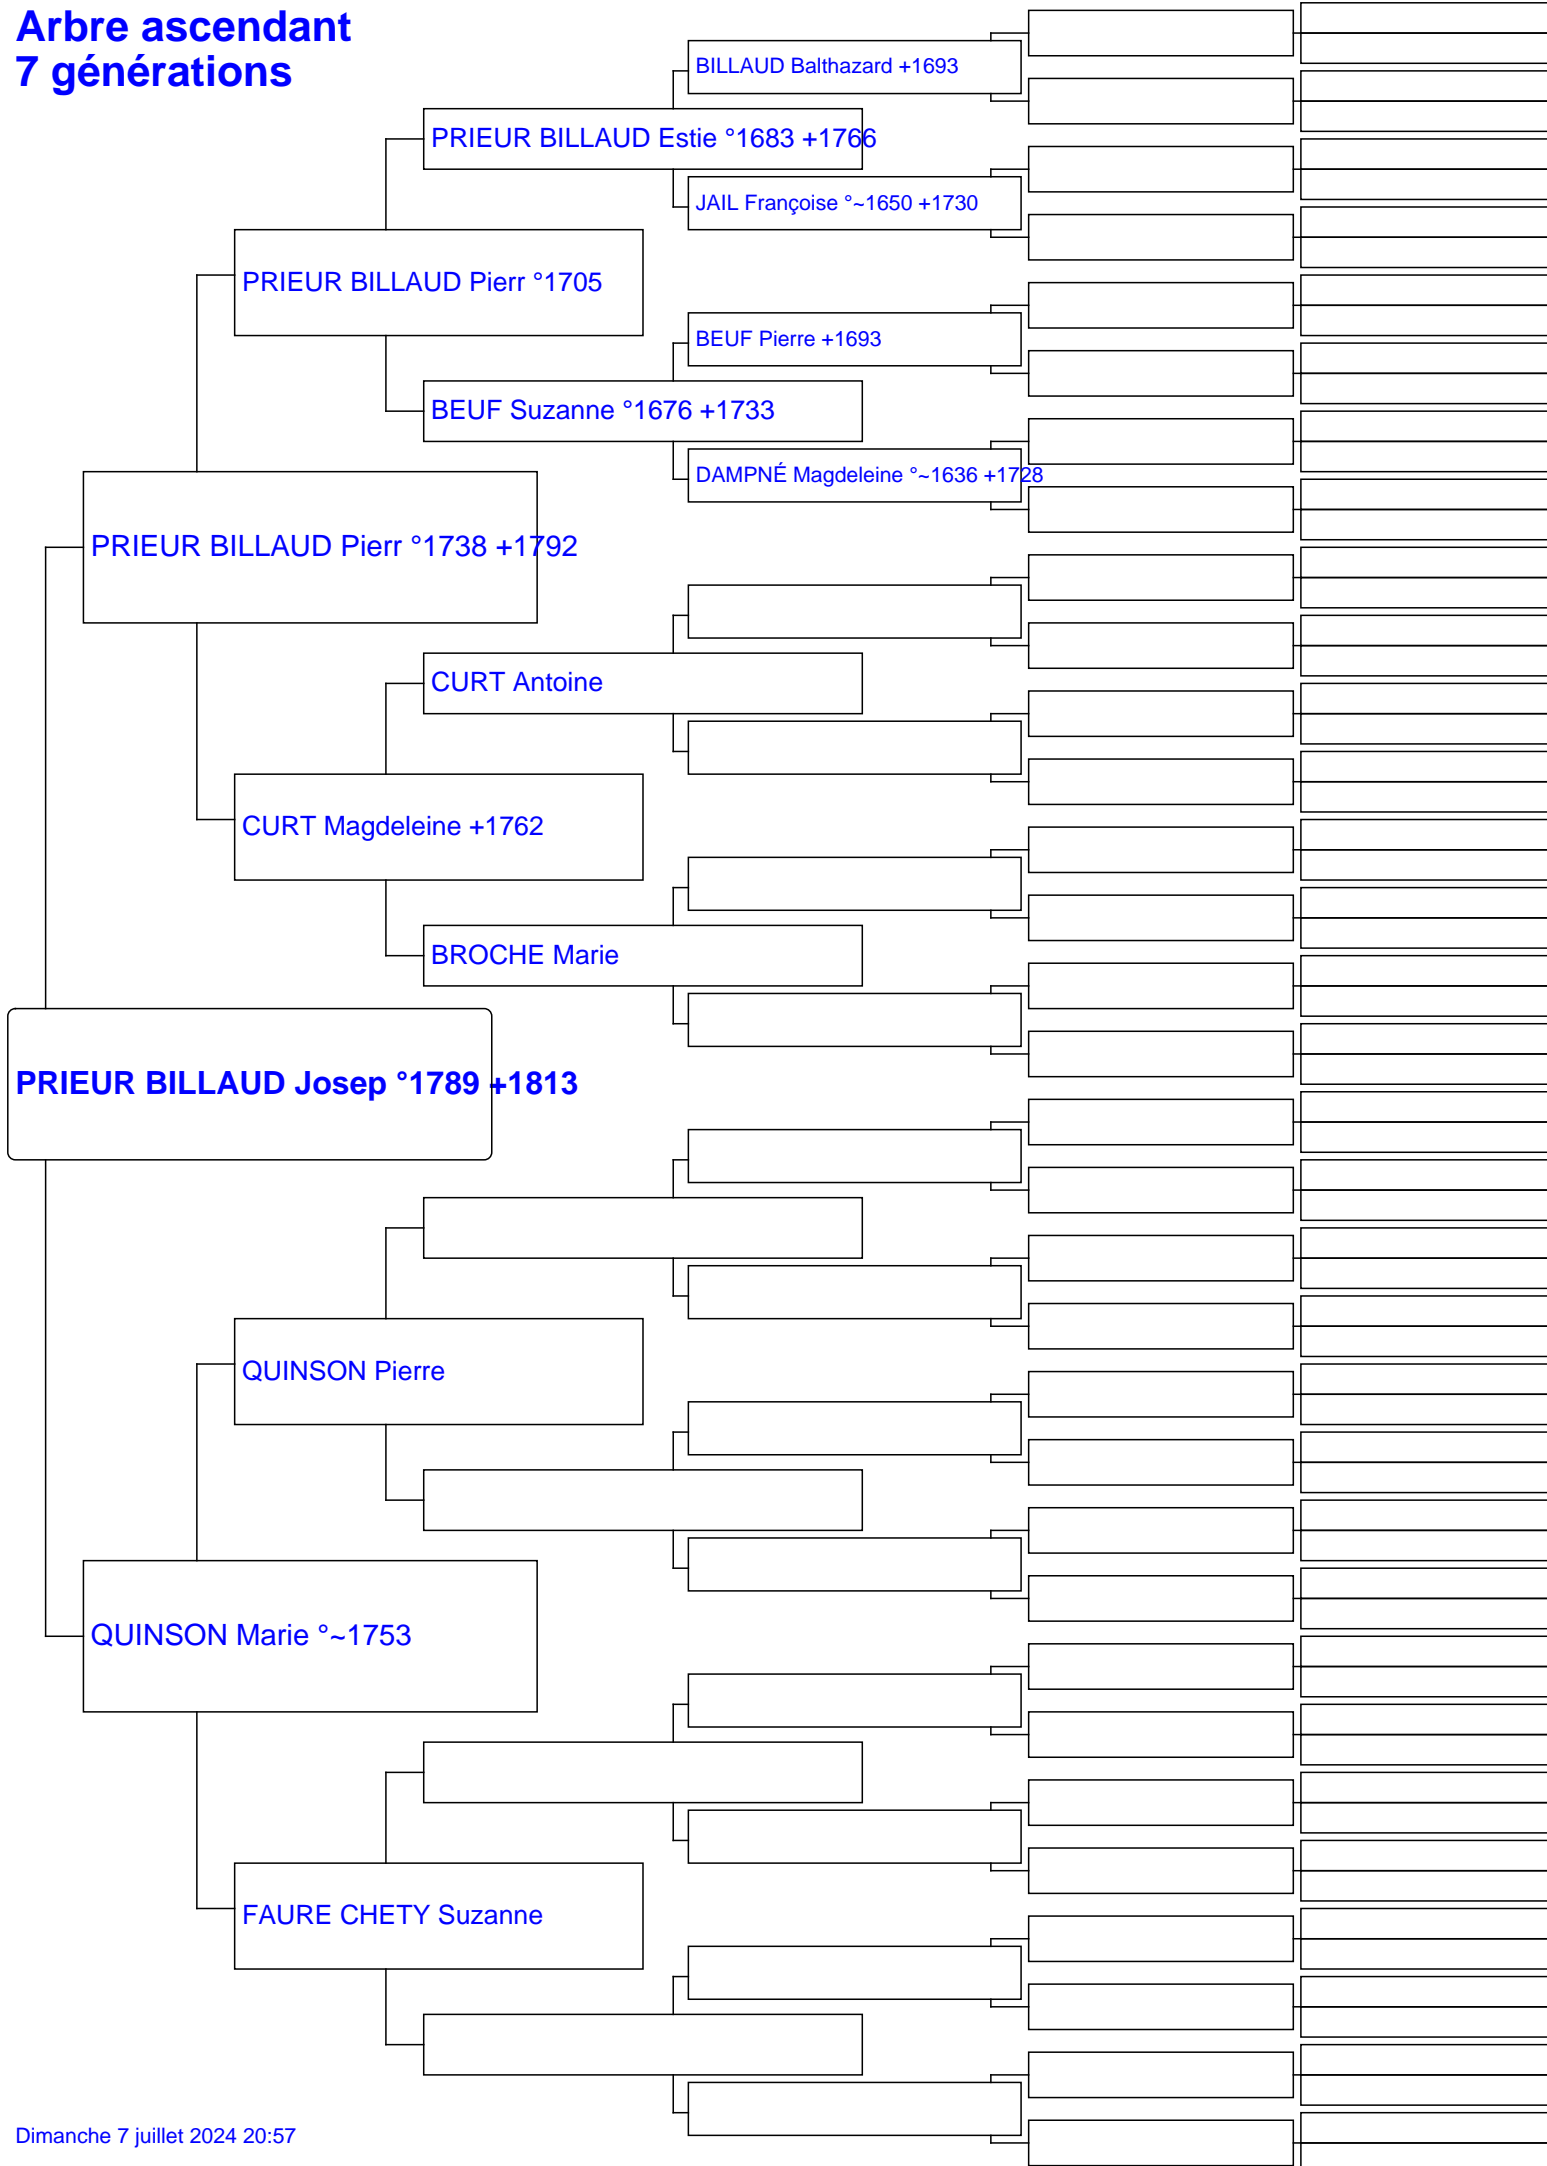 Arbre ascendant
7 générations
BILLAUD Balthazard +1693
PRIEUR BILLAUD Estie °1683 +1766
JAIL Françoise °~1650 +1730
PRIEUR BILLAUD Pierr °1705
BEUF Pierre +1693
BEUF Suzanne °1676 +1733
DAMPNÉ Magdeleine °~1636 +1728
PRIEUR BILLAUD Pierr °1738 +1792
CURT Antoine
CURT Magdeleine +1762
BROCHE Marie
PRIEUR BILLAUD Josep °1789 +1813
QUINSON Pierre
QUINSON Marie °~1753
FAURE CHETY Suzanne
Dimanche 7 juillet 2024 20:57